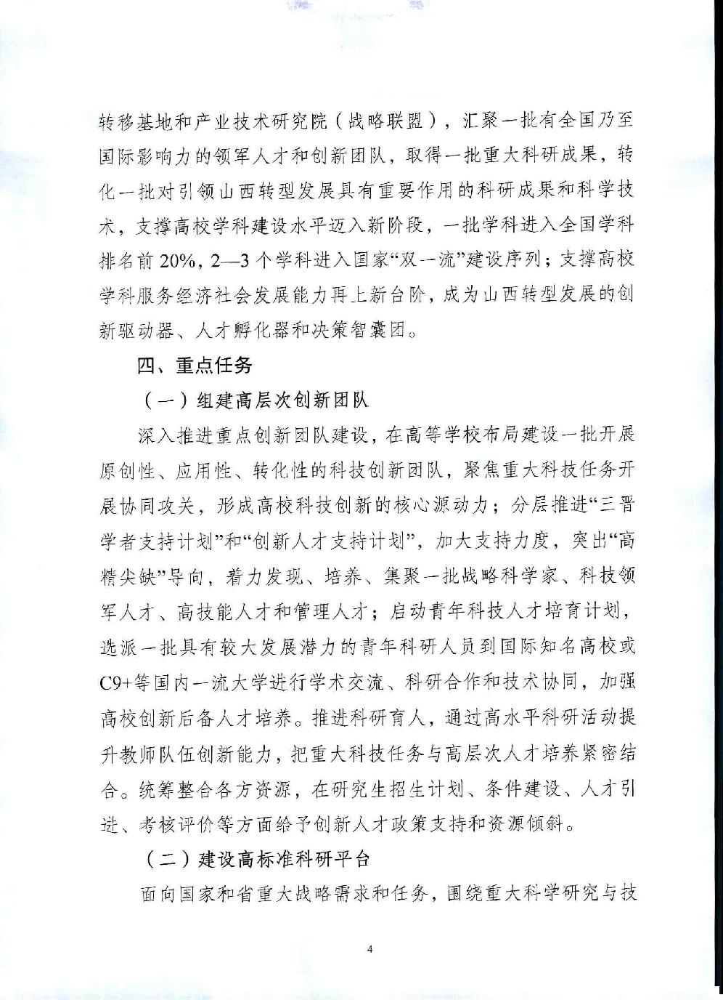 转移基地和产业技术研究院（战略联盟），汇聚一批有全国乃至
国际影响力的领军人才和创新团队，取得一批重大科研成果，转
化一批对引领山西转型发展具有重要作用的科研成果和科学技
术，支撑高校学科建设水平迈入新阶段，一批学科进入全国学科
排名前 20%，2—3 个学科进入国家“双一流”建设序列；支撑高校
学科服务经济社会发展能力再上新台阶，成为山西转型发展的创
新驱动器、人才孵化器和决策智囊团。
四、重点任务
（一）组建高层次创新团队
深入推进重点创新团队建设，在高等学校布局建设一批开展
原创性、应用性、转化性的科技创新团队，聚焦重大科技任务开
展协同攻关，形成高校科技创新的核心源动力；分层推进“三晋
学者支持计划”和“创新人才支持计划”，加大支持力度，突出“高
精尖缺”导向，着力发现、培养、集聚一批战略科学家、科技领
军人才、高技能人才和管理人才；启动青年科技人才培育计划，
选派一批具有较大发展潜力的青年科研人员到国际知名高校或
C9+等国内一流大学进行学术交流、科研合作和技术协同，加强
高校创新后备人才培养。推进科研育人，通过高水平科研活动提
升教师队伍创新能力，把重大科技任务与高层次人才培养紧密结
合。统筹整合各方资源，在研究生招生计划、条件建设、人才引
进、考核评价等方面给予创新人才政策支持和资源倾斜。
（二）建设高标准科研平台
面向国家和省重大战略需求和任务，围绕重大科学研究与技
4